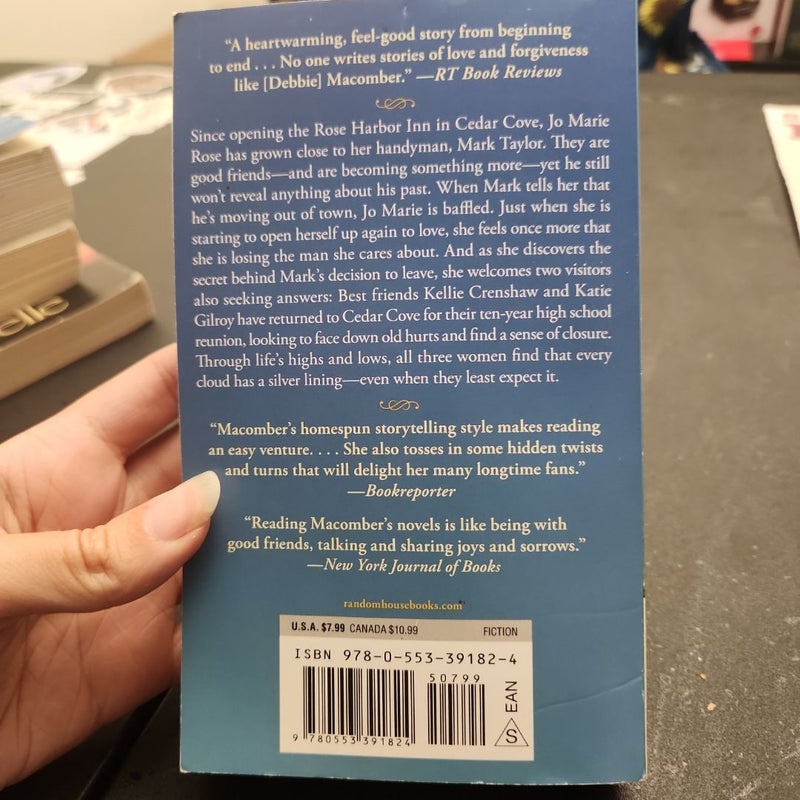 “A heartwarming, feel-good story from beginning
to end . . . No one writes stories of love and forgiveness
like [Debbie] Macomber.” —RT Book Reviews
Since opening the Rose Harbor Inn in Cedar Cove, Jo Marie
Rose has grown close to her handyman, Mark Taylor. They are
good friends—and are becoming something more—yet he still
won’t reveal anything about his past. When Mark tells her that
he’s moving out of town, Jo Marie is baffled. Just when she is
starting to open herself up again to love, she feels once more that
she is losing the man she cares about. And as she discovers the
secret behind Mark’s decision to leave, she welcomes two visitors
also seeking answers: Best friends Kellie Crenshaw and Katie
Gilroy have returned to Cedar Cove for their ten-year high school
reunion, looking to face down old hurts and find a sense of closure.
Through life’s highs and lows, all three women find that every
cloud has a silver lining—even when they least expect it.
“Macomber’s homespun storytelling style makes reading
an easy venture. . . . She also tosses in some hidden twists
and turns that will delight her many longtime fans.”
—Bookreporter
“Reading Macomber’s novels is like being with
good friends, talking and sharing joys and sorrows.”
—New York Journal of Books
randomhousebooks.com
U.S.A. $7.99 CANADA $10.99 FICTION
ISBN 978-0-553-39182-4
50799
EAN
S
9 780553 391824
elle